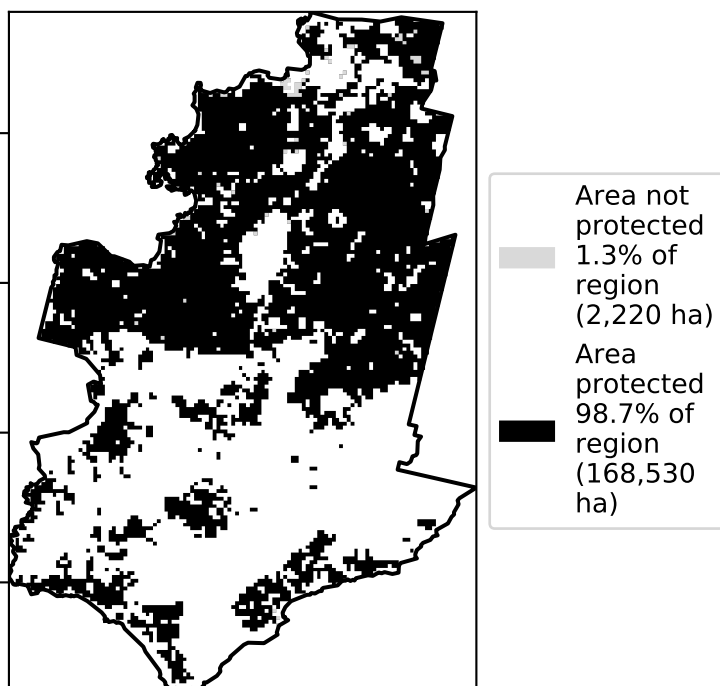 Area not
protected
1.3% of
region
(2,220 ha)
Area
protected
98.7% of
region
(168,530
ha)